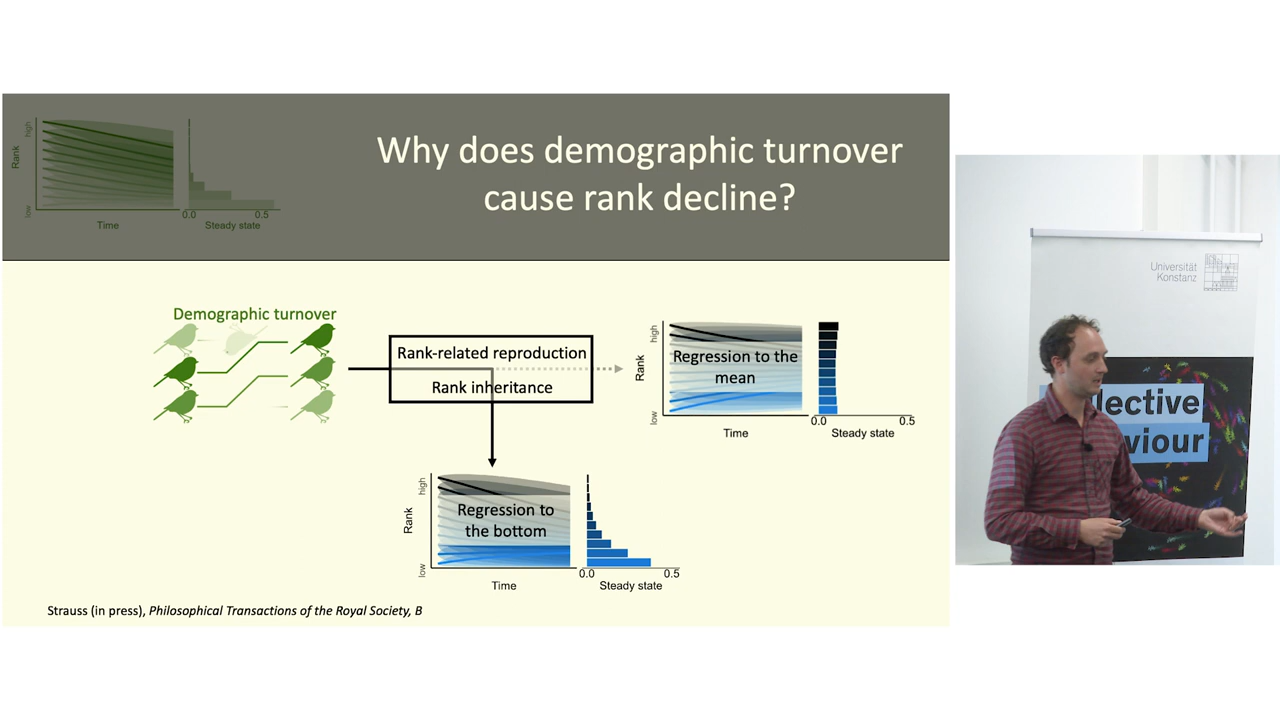 Why does demographic turnover
cause rank decline?
high
Rank
low
Time
0.0
0.5
Steady state
Demographic turnover
Rank-related reproduction
Rank inheritance
high
Rank
low
Regression to the
mean
Time
0.0
0.5
Steady state
high
Rank
low
Regression to
the bottom
Time
0.0
0.5
Steady state
Strauss (in press), Philosophical Transactions of the Royal Society, B
Universität
Konstanz
lective
viour